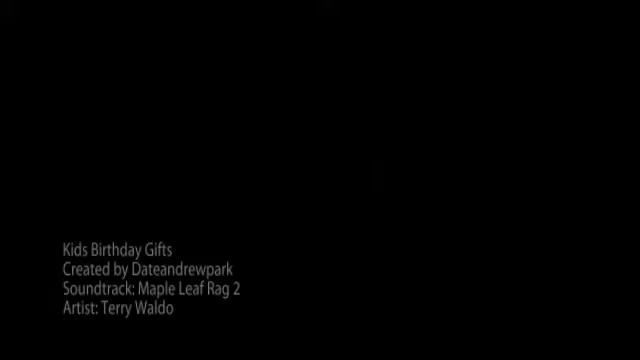 Kids Birthday Gifts
Created by Dateandrewpark
Soundtrack: Maple Leaf Rag 2
Artist: Terry Waldo